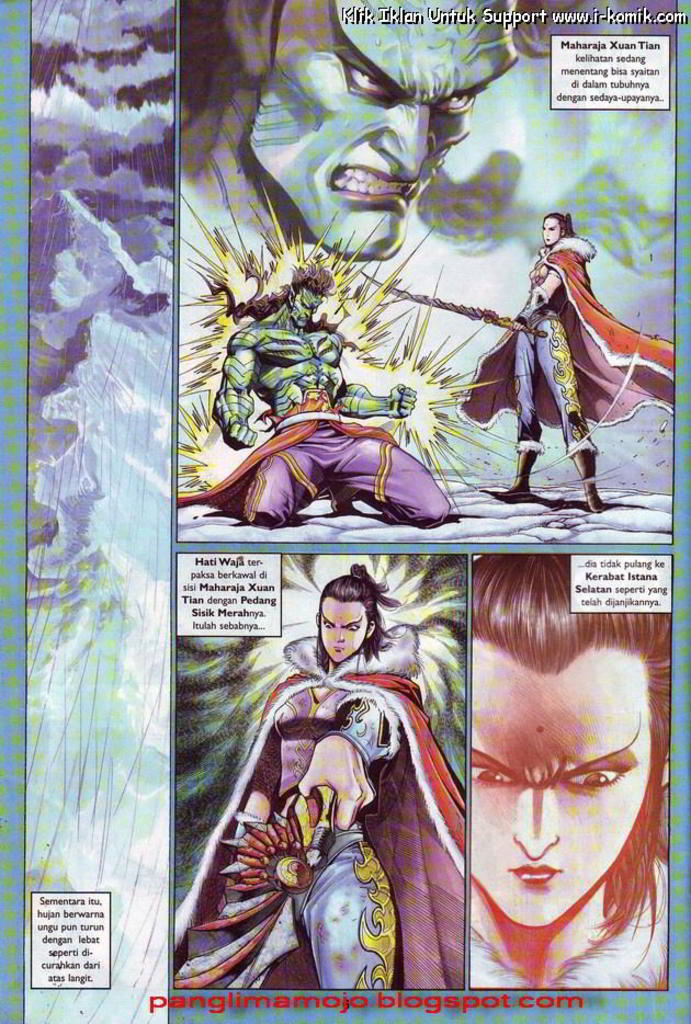 Klik Iklan Untuk Support www.i-komik.com
Maharaja Xuan Tian
kelihatan sedang
menentang bisa syaitan
di dalam tubuhnya
dengan sedaya-upayanya..
Hati Waja ter-
paksa berkawal di
sisi Maharaja Xuan
Tian dengan Pedang
Sisik Merahnya.
Itulah sebabnya...
...dia tidak pulang ke
Kerabat Istana
Selatan seperti yang
telah dijanjikannya.
Sementara itu,
hujan berwarna
ungu pun turun
dengan lebat
seperti di-
curahkan dari
atas langit.
panglimamojo.blogspot.com